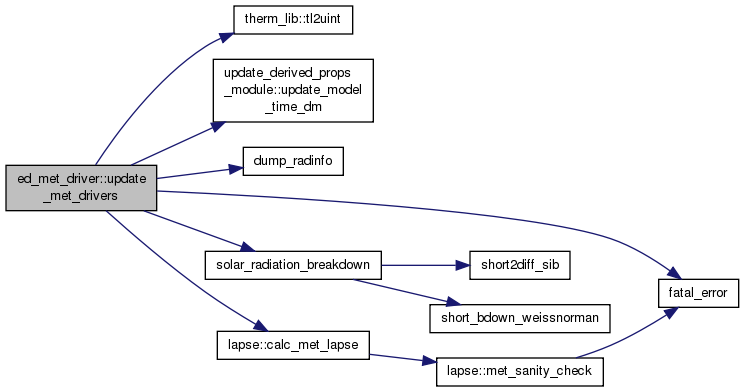 therm_lib::tl2uint
update_derived_props
_module::update_model
_time_dm
dump_radinfo
ed_met_driver::update
_met_drivers
solar_radiation_breakdown
short2diff_sib
fatal_error
short_bdown_weissnorman
lapse::calc_met_lapse
lapse::met_sanity_check